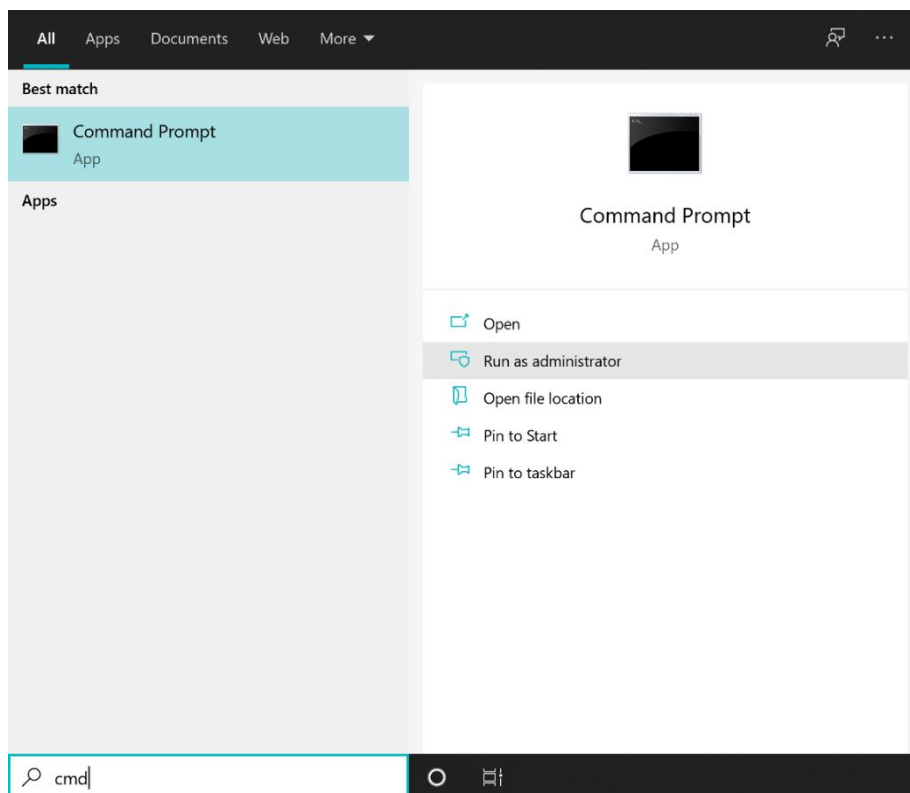 All Apps Documents Web More
Best match
Command Prompt
App
Apps
Command Prompt
App
Open
Run as administrator
Open file location
Pin to Start
Pin to taskbar
cmd